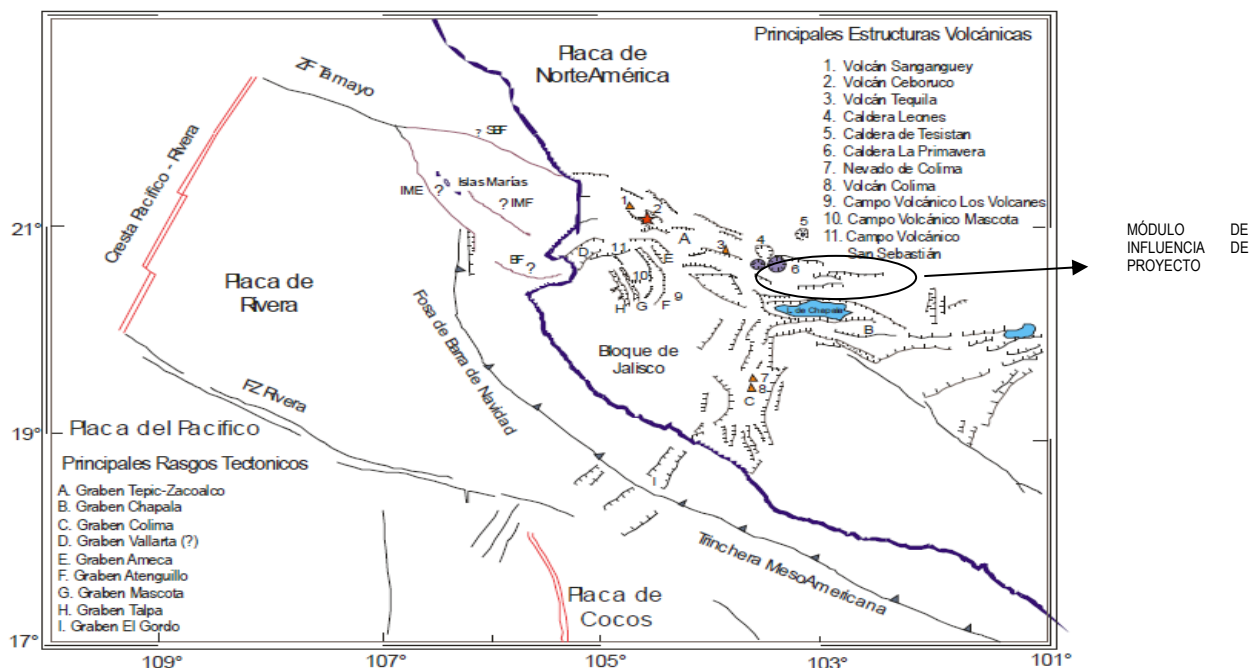 Principales Estructuras Volcánicas
1. Volcán Sanganguey
2. Volcán Ceboruco
3. Volcán Tequila
4. Caldera Leones
5. Caldera de Tesistan
6. Caldera La Primavera
7. Nevado de Colima
8. Volcán Colima
9. Campo Volcánico Los Volcanes
10. Campo Volcánico Mascota
11. Campo Volcánico
San Sebastián
MÓDULO DE
INFLUENCIA DE
PROYECTO
Placa de
NorteAmérica
ZF Tamayo
Cresta Pacífico - Rivera
? SBF
Islas Marías
IME ?
? IMF
BF ?
Placa de
Rivera
Fosa de Barra de Navidad
FZ Rivera
Placa del Pacífico
Bloque de
Jalisco
L. de Chapala
1
2
3
4
5
6
7
8
9
10
11
A
B
C
D
E
F
G
H
I
Trinchera MesoAmericana
Placa de
Cocos
Principales Rasgos Tectonicos
A. Graben Tepic-Zacoalco
B. Graben Chapala
C. Graben Colima
D. Graben Vallarta (?)
E. Graben Ameca
F. Graben Atenguillo
G. Graben Mascota
H. Graben Talpa
I. Graben El Gordo
21°
19°
17°
109°
107°
105°
103°
101°